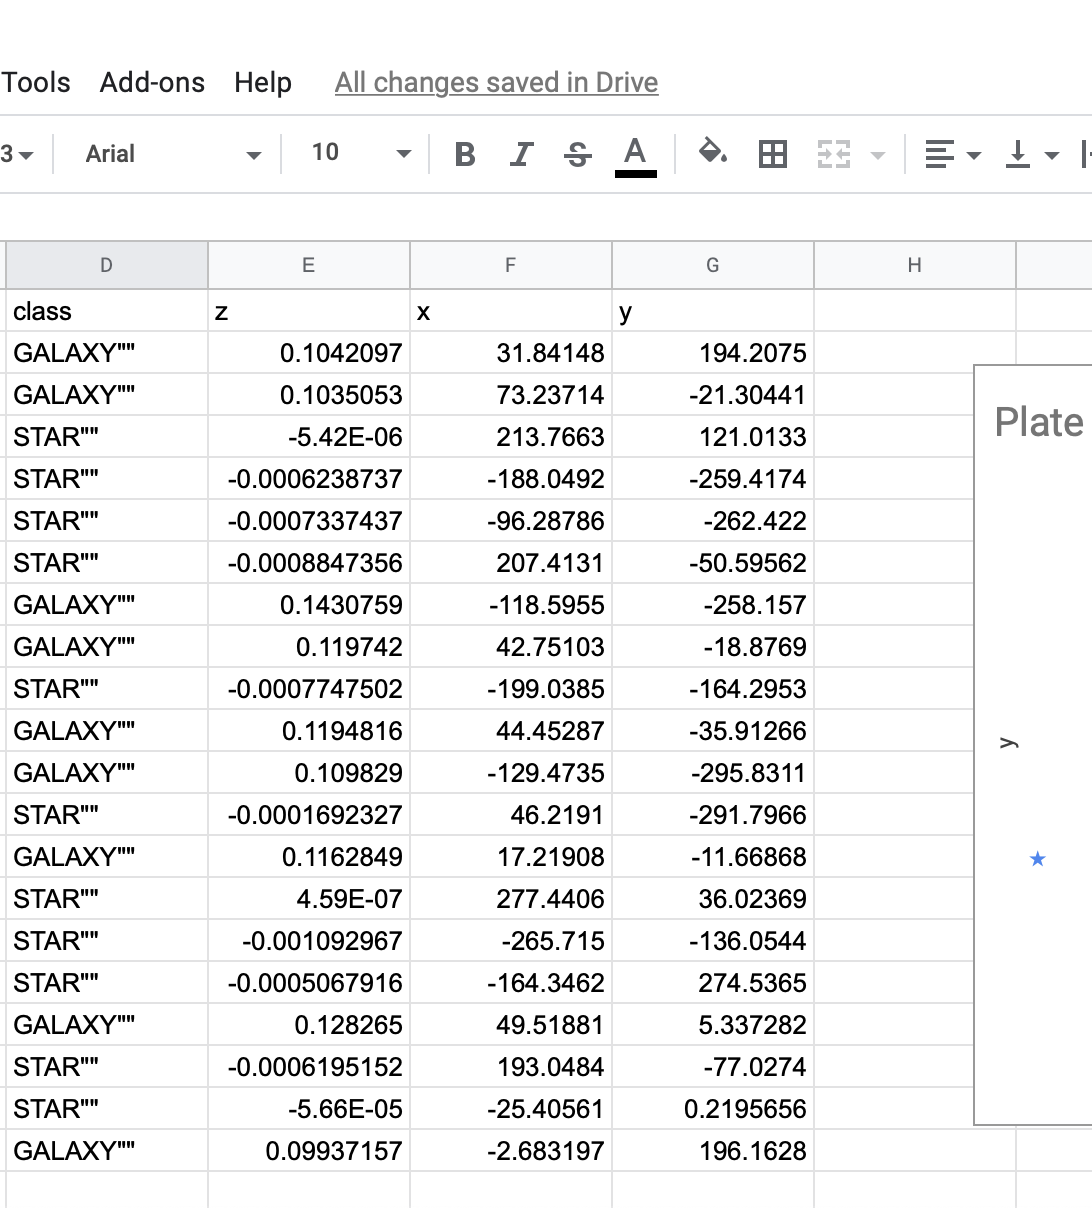 Tools Add-ons Help All changes saved in Drive
3 Arial 10 B I S A
D E F G H
class z x y
GALAXY"" 0.1042097 31.84148 194.2075
GALAXY"" 0.1035053 73.23714 -21.30441
STAR"" -5.42E-06 213.7663 121.0133
STAR"" -0.0006238737 -188.0492 -259.4174
STAR"" -0.0007337437 -96.28786 -262.422
STAR"" -0.0008847356 207.4131 -50.59562
GALAXY"" 0.1430759 -118.5955 -258.157
GALAXY"" 0.119742 42.75103 -18.8769
STAR"" -0.0007747502 -199.0385 -164.2953
GALAXY"" 0.1194816 44.45287 -35.91266
GALAXY"" 0.109829 -129.4735 -295.8311
STAR"" -0.0001692327 46.2191 -291.7966
GALAXY"" 0.1162849 17.21908 -11.66868
STAR"" 4.59E-07 277.4406 36.02369
STAR"" -0.001092967 -265.715 -136.0544
STAR"" -0.0005067916 -164.3462 274.5365
GALAXY"" 0.128265 49.51881 5.337282
STAR"" -0.0006195152 193.0484 -77.0274
STAR"" -5.66E-05 -25.40561 0.2195656
GALAXY"" 0.09937157 -2.683197 196.1628
Plate
y